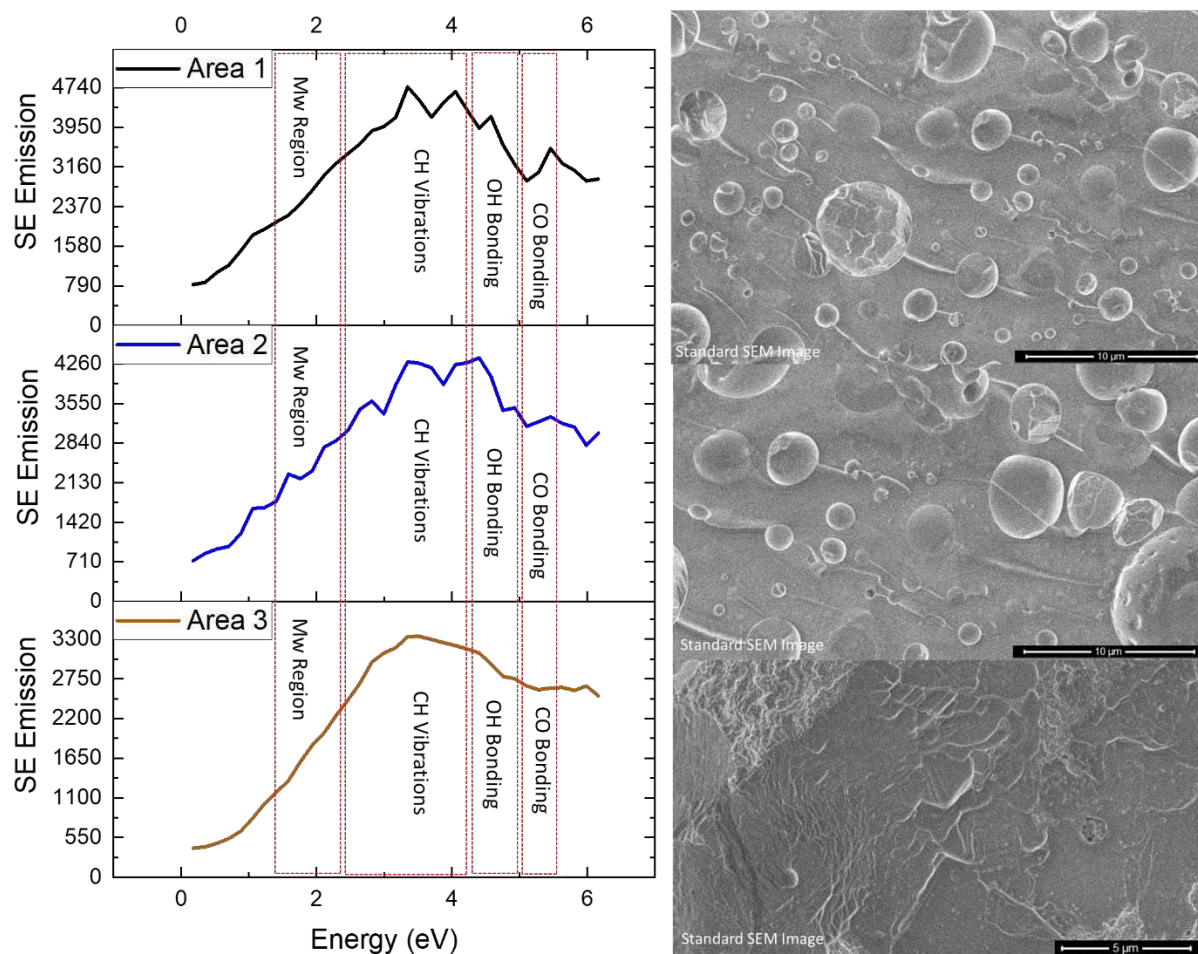 0 2 4 6
Area 1
4740
3950
3160
2370
1580
790
0
SE Emission
Mw Region
CH Vibrations
OH Bonding
CO Bonding
Area 2
4260
3550
2840
2130
1420
710
0
SE Emission
Mw Region
CH Vibrations
OH Bonding
CO Bonding
Area 3
3300
2750
2200
1650
1100
550
0
SE Emission
Mw Region
CH Vibrations
OH Bonding
CO Bonding
0 2 4 6
Energy (eV)
Standard SEM Image
10 μm
Standard SEM Image
10 μm
Standard SEM Image
5 μm